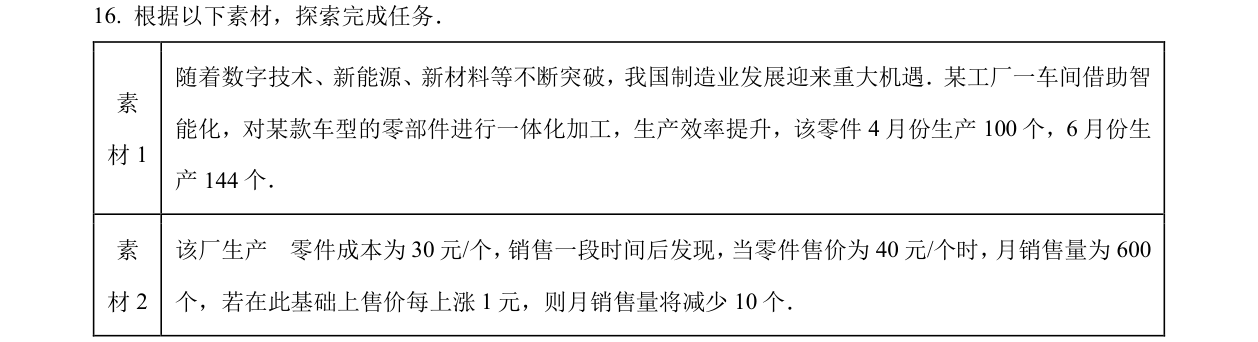 16. 根据以下素材，探索完成任务．
素材 1
随着数字技术、新能源、新材料等不断突破，我国制造业发展迎来重大机遇．某工厂一车间借助智
能化，对某款车型的零部件进行一体化加工，生产效率提升，该零件 4 月份生产 100 个，6 月份生
产 144 个．
素材 2
该厂生产 零件成本为 30 元/个，销售一段时间后发现，当零件售价为 40 元/个时，月销售量为 600
个，若在此基础上售价每上涨 1 元，则月销售量将减少 10 个．